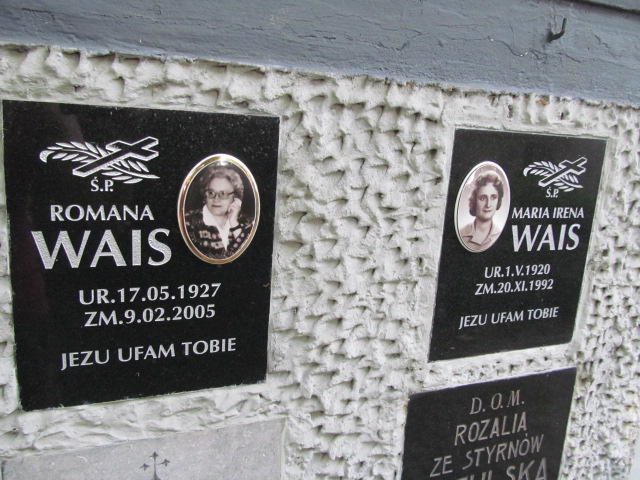 Ś.P.
ROMANA
WAIS
UR.17.05.1927
ZM.9.02.2005
JEZU UFAM TOBIE
Ś.P.
MARIA IRENA
WAIS
UR.1.V.1920
ZM.20.XI.1992
JEZU UFAM TOBIE
D.O.M.
ROZALIA
ZE STYRNÓW